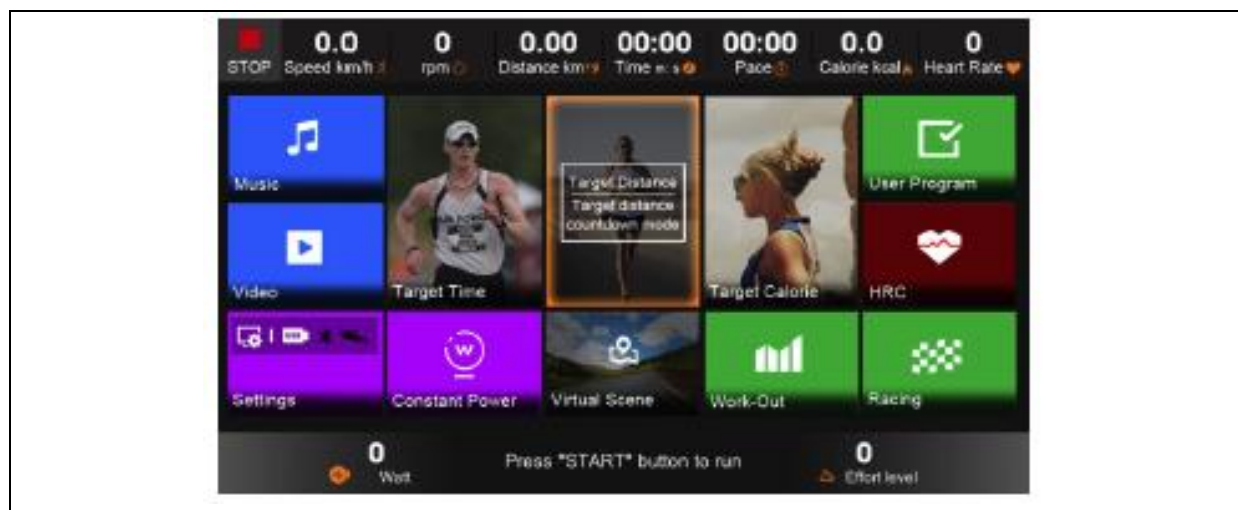 0.0 0 0.00 00:00 00:00 0.0 0
STOP Speed km/h rpm Distance km Time m: s Pace Calorie kcal Heart Rate
Target Distance
Target distance
countdown mode
Music User Program
Video Target Time Target Calorie HRC
W
Settings Constant Power Virtual Scene Work-Out Racing
0 Press "START" button to run 0
Watt Effort level